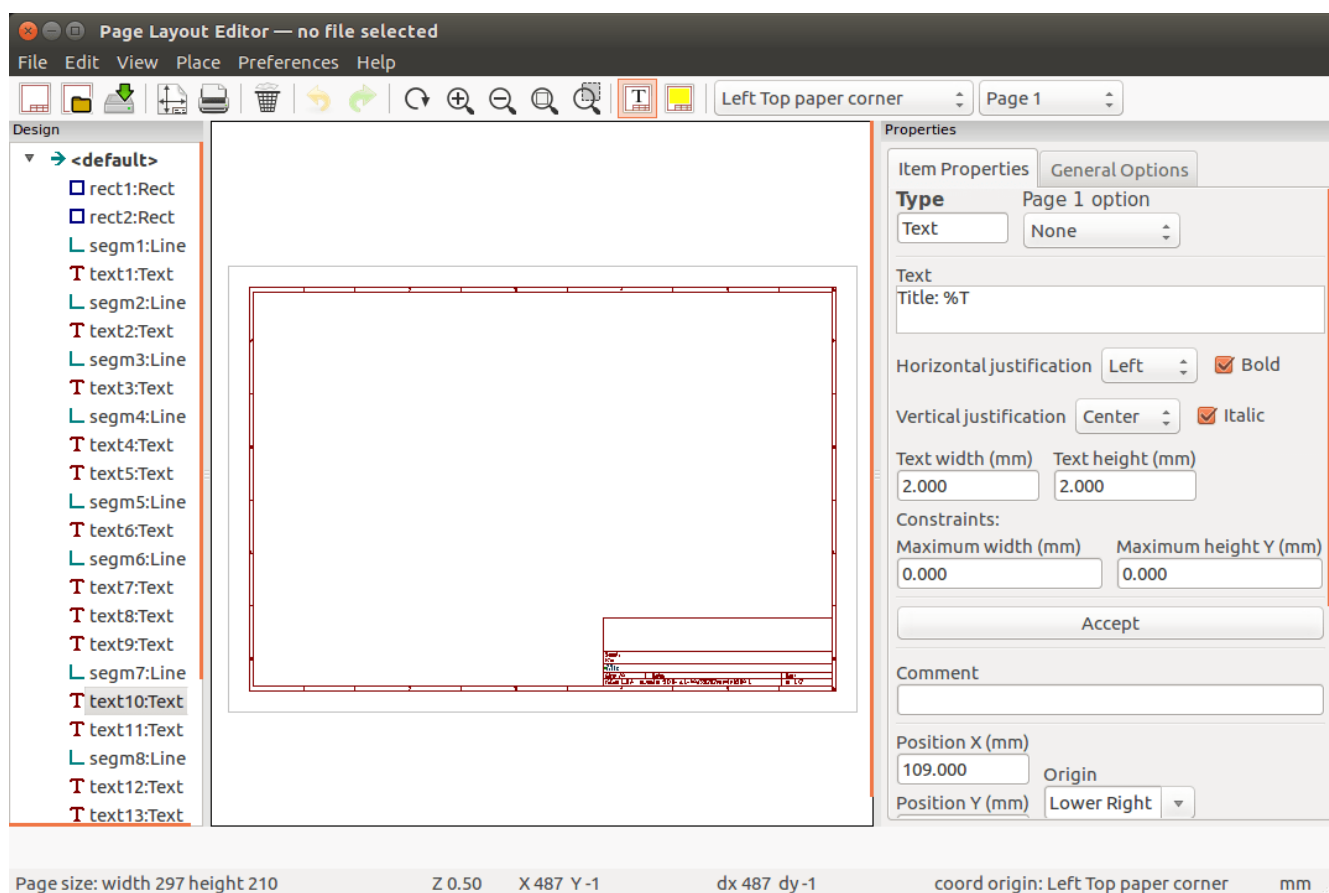 Page Layout Editor — no file selected
File Edit View Place Preferences Help
T Left Top paper corner Page 1
Design
<default>
rect1:Rect
rect2:Rect
segm1:Line
T text1:Text
segm2:Line
T text2:Text
segm3:Line
T text3:Text
segm4:Line
T text4:Text
T text5:Text
segm5:Line
T text6:Text
segm6:Line
T text7:Text
T text8:Text
T text9:Text
segm7:Line
T text10:Text
T text11:Text
segm8:Line
T text12:Text
T text13:Text
Properties
Item Properties General Options
Type Page 1 option
Text None
Text
Title: %T
Horizontal justification Left Bold
Vertical justification Center Italic
Text width (mm) Text height (mm)
2.000 2.000
Constraints:
Maximum width (mm) Maximum height Y (mm)
0.000 0.000
Accept
Comment
Position X (mm)
109.000 Origin
Position Y (mm) Lower Right
Page size: width 297 height 210 Z 0.50 X 487 Y -1 dx 487 dy -1 coord origin: Left Top paper corner mm